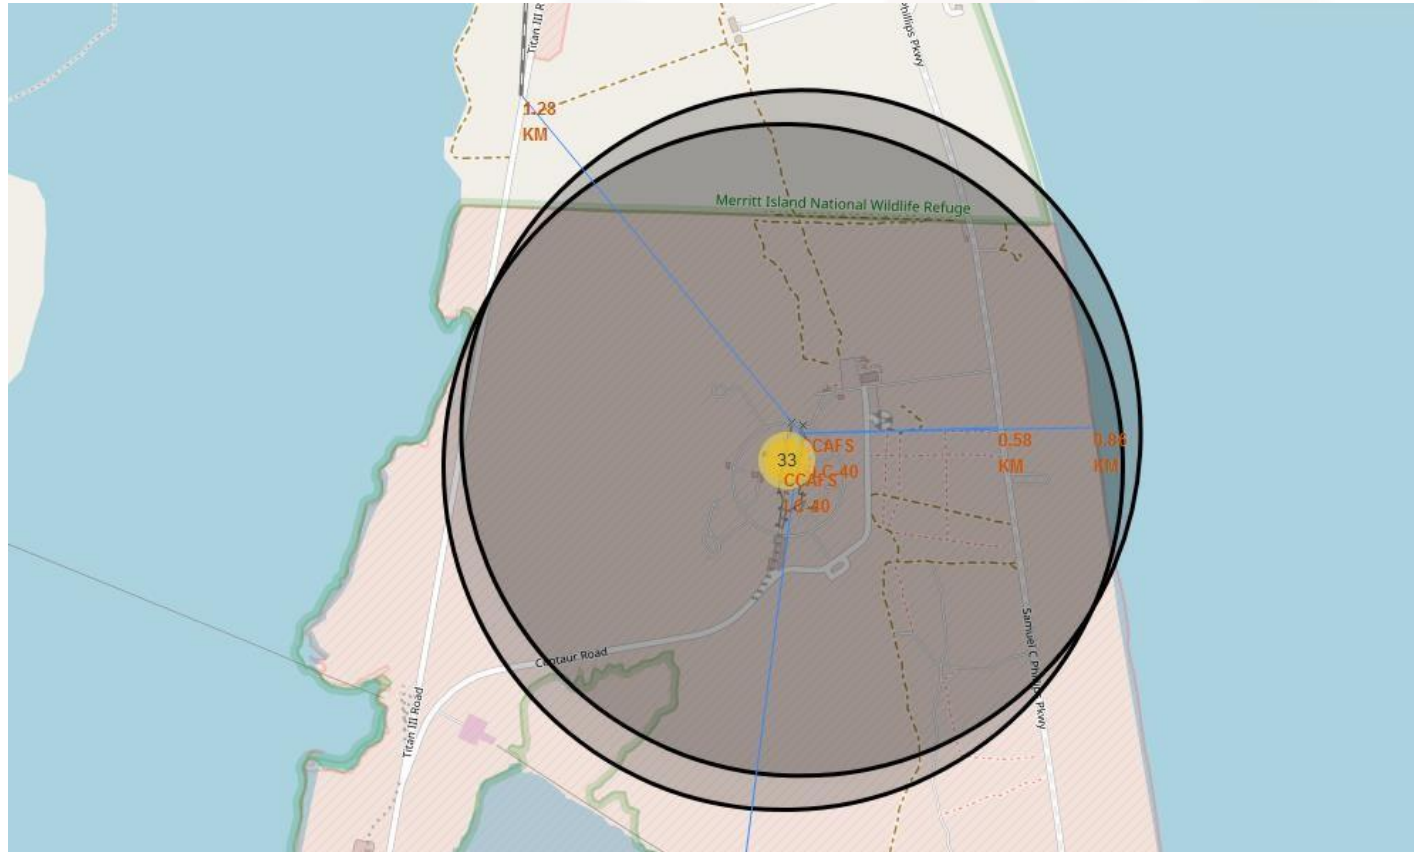 Titan III R
Phillips Pkwy
1.28
KM
Merritt Island National Wildlife Refuge
33
CAFS
LC-40
CCAFS
LC-40
0.58
KM
0.86
KM
Samuel C Phillips Pkwy
Centaur Road
Titan III Road